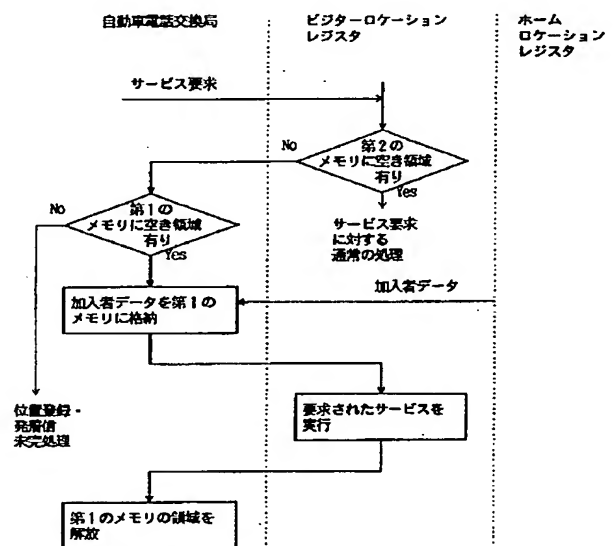 自動車電話交換局
ビジターロケーション
レジスタ
ホーム
ロケーション
レジスタ
サービス要求
No
第2の
メモリに空き領域
有り
Yes
No
第1の
メモリに空き領域
有り
Yes
サービス要求
に対する
通常の処理
加入者データ
加入者データを第1の
メモリに格納
位置登録・
発着信
未完処理
要求されたサービスを
実行
第1のメモリの領域を
解放